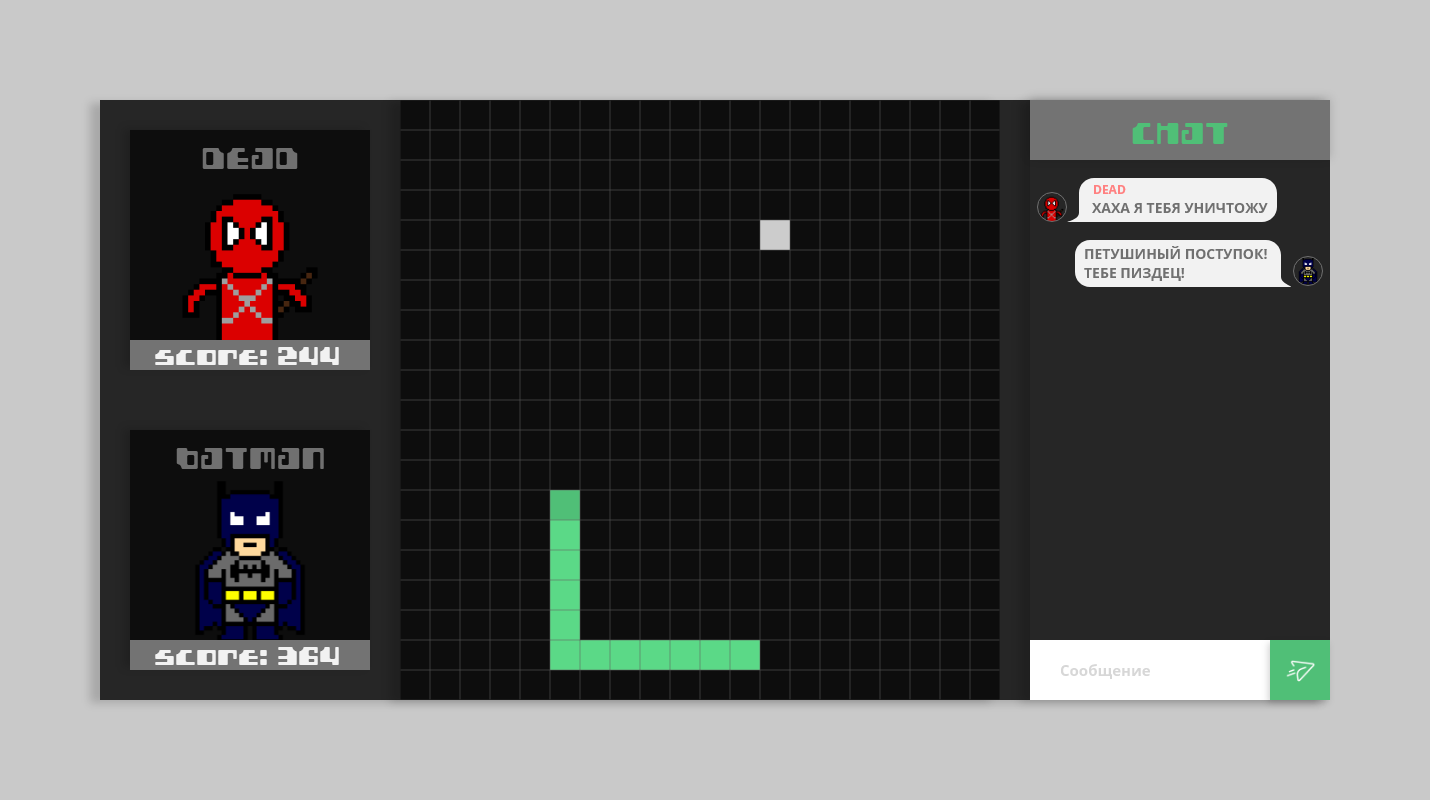 DEAD
SCORE: 244
BATMAN
SCORE: 364
CHAT
DEAD
ХАХА Я ТЕБЯ УНИЧТОЖУ
ПЕТУШИНЫЙ ПОСТУПОК!
ТЕБЕ ПИЗДЕЦ!
Сообщение